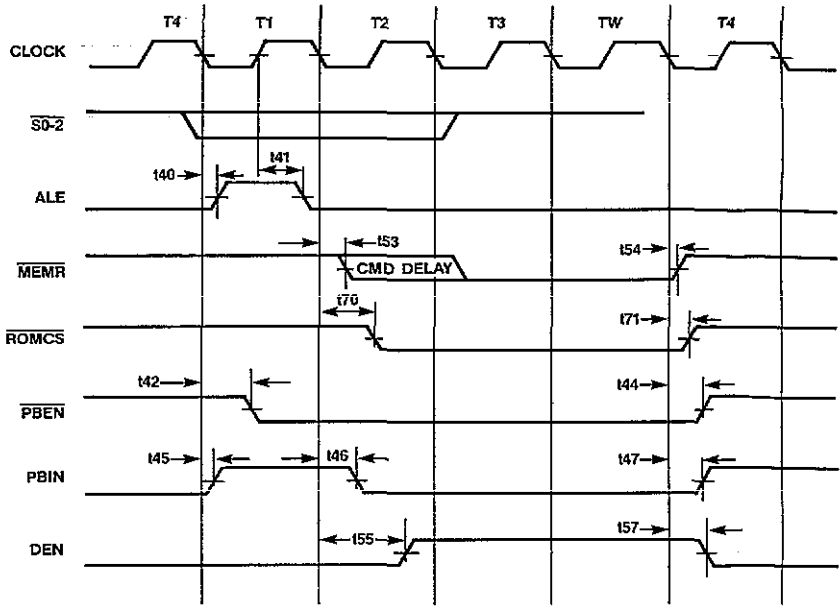 T4 T1 T2 T3 TW T4
CLOCK
S0-2
t40 t41
ALE
t53 t54
MEMR CMD DELAY
t70 t71
ROMCS
t42 t44
PBEN
t45 t46 t47
PBIN
t55 t57
DEN